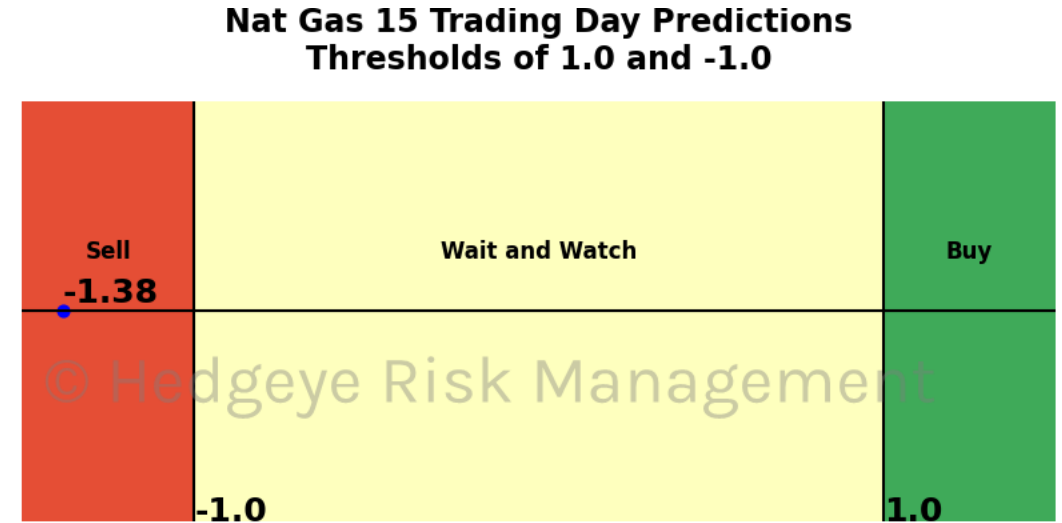 Nat Gas 15 Trading Day Predictions
Thresholds of 1.0 and -1.0
Sell
Wait and Watch
Buy
-1.38
© Hedgeye Risk Management
-1.0
1.0